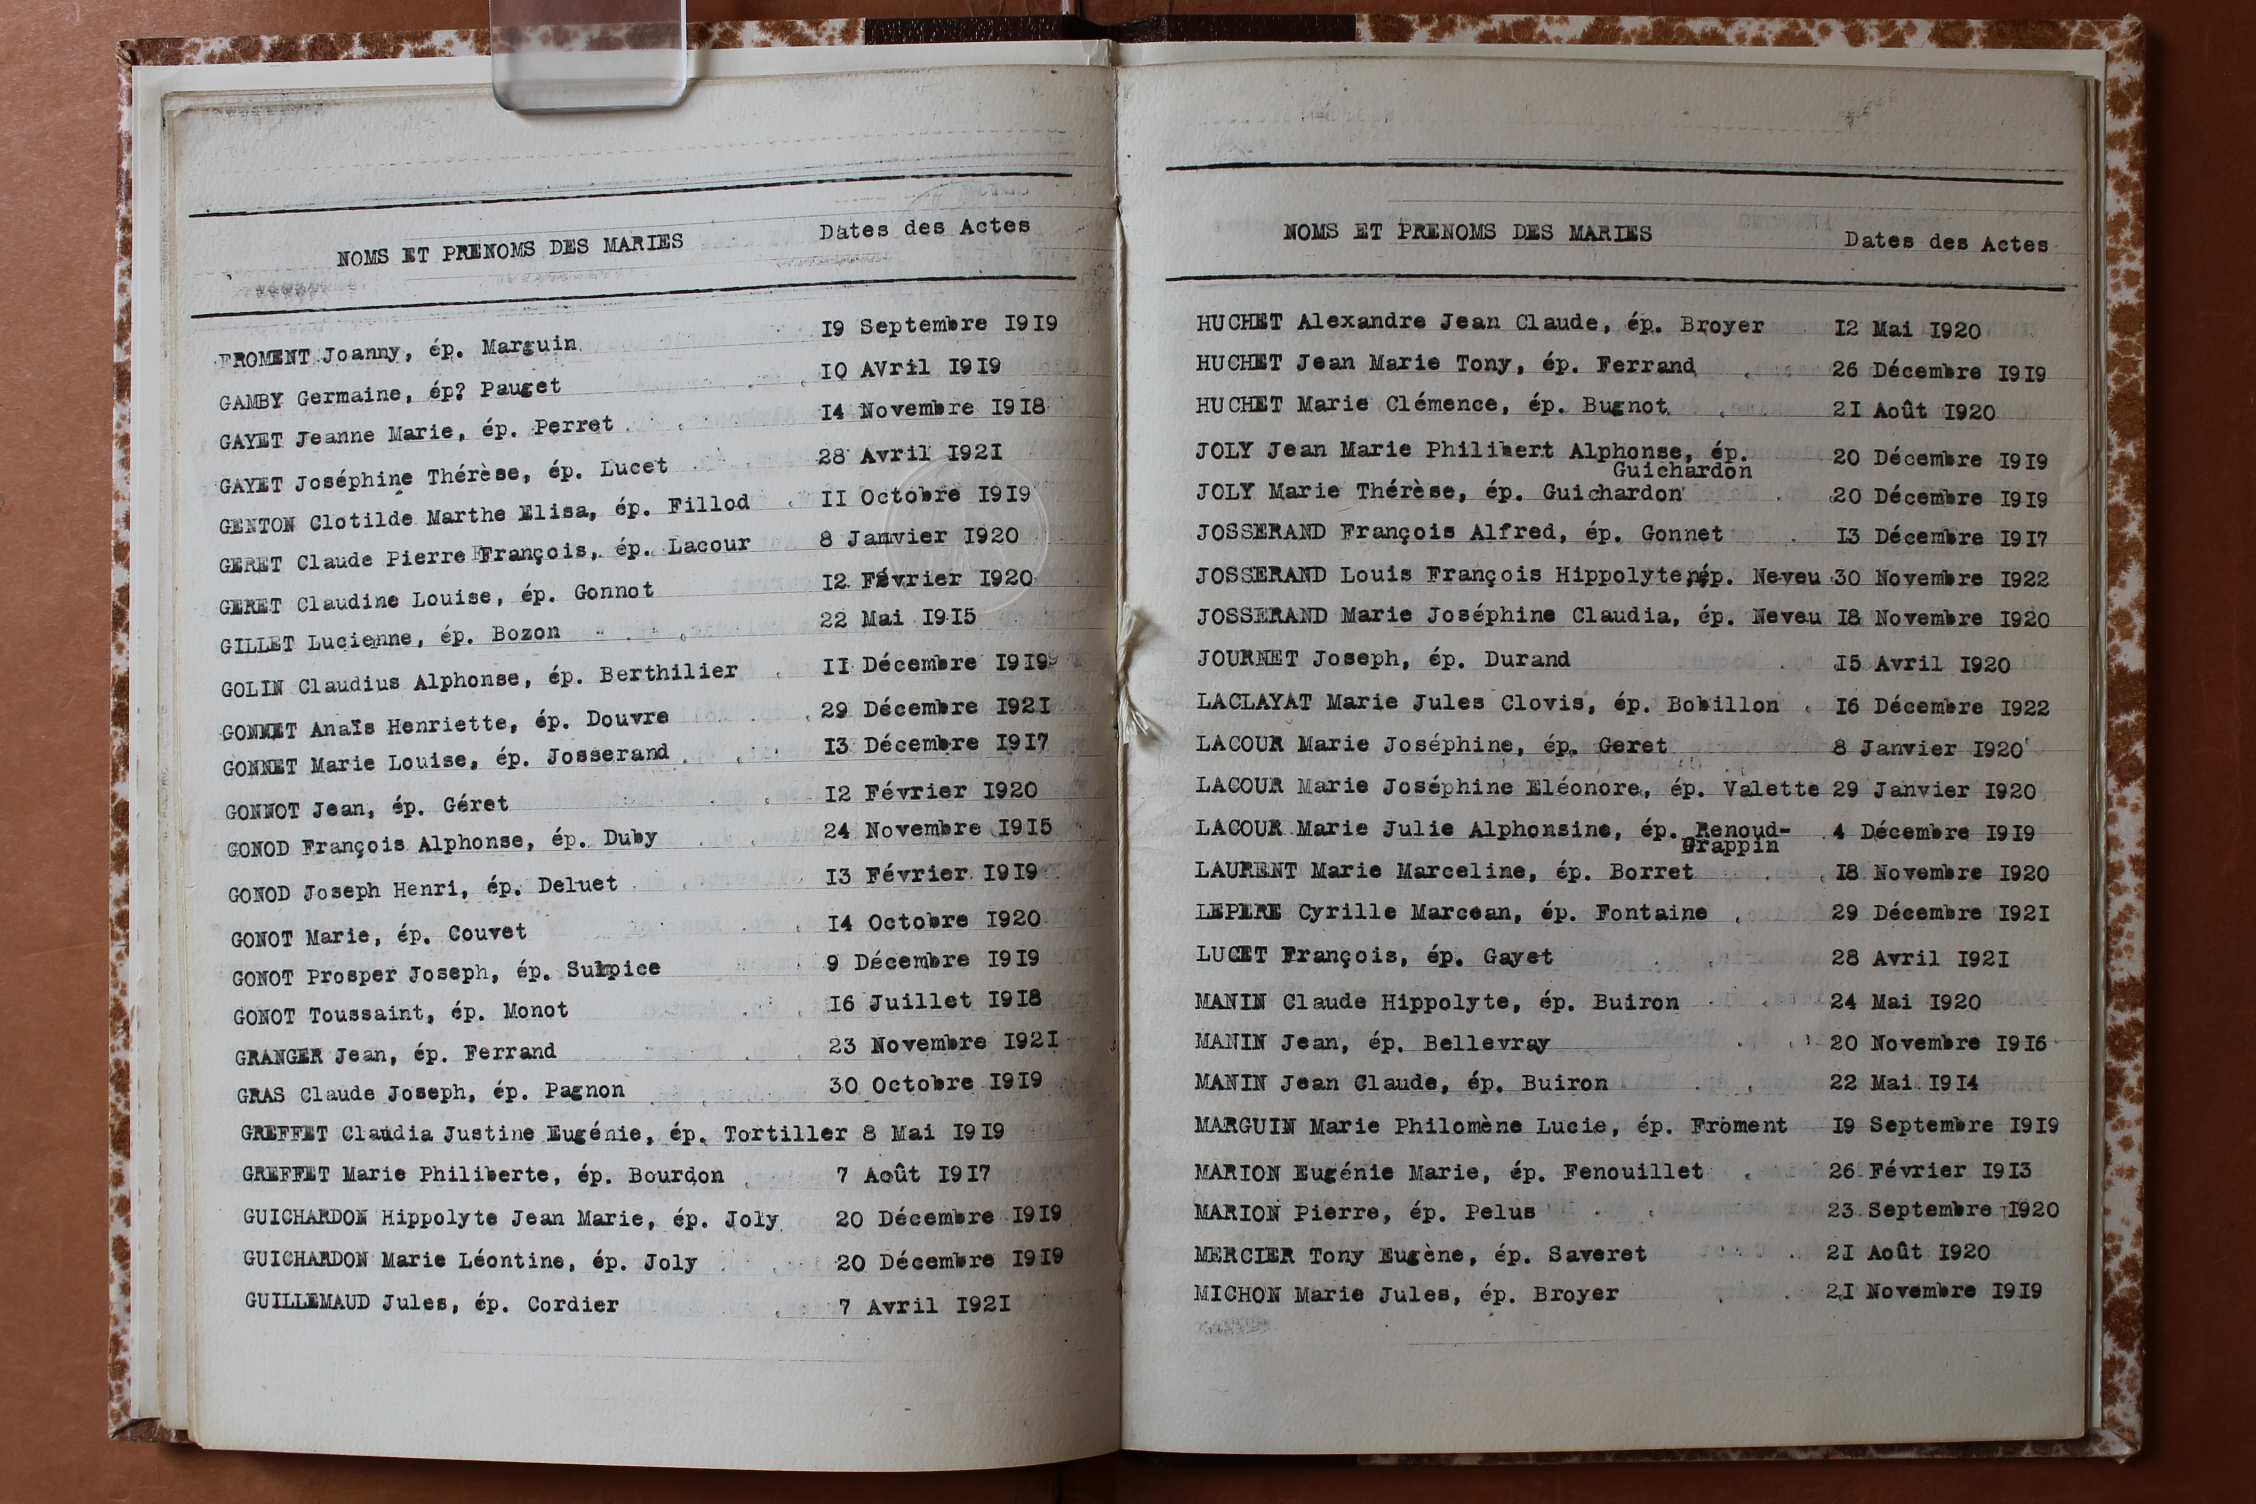 NOMS ET PRENOMS DES MARIES Dates des Actes
FROMENT Joanny, ép. Marguin 19 Septembre 1919
GAMBY Germaine, ép? Pauget 10 AVril 1919
GAYET Jeanne Marie, ép. Perret 14 Novembre 1918
GAYET Joséphine Thérèse, ép. Lucet 28 Avril 1921
GENTON Clotilde Marthe Elisa, ép. Fillod 11 Octobre 1919
GERET Claude Pierre François, ép. Lacour 8 Janvier 1920
GERET Claudine Louise, ép. Gonnot 12 Février 1920
GILLET Lucienne, ép. Bozon 22 Mai 1915
GOLIN Claudius Alphonse, ép. Berthilier 11 Décembre 1919
GONNET Anaïs Henriette, ép. Douvre 29 Décembre 1921
GONNET Marie Louise, ép. Josserand 13 Décembre 1917
GONNOT Jean, ép. Géret 12 Février 1920
GONOD François Alphonse, ép. Duby 24 Novembre 1915
GONOD Joseph Henri, ép. Deluet 13 Février 1919
GONOT Marie, ép. Couvet 14 Octobre 1920
GONOT Prosper Joseph, ép. Sulpice 9 Décembre 1919
GONOT Toussaint, ép. Monot 16 Juillet 1918
GRANGER Jean, ép. Ferrand 23 Novembre 1921
GRAS Claude Joseph, ép. Pagnon 30 Octobre 1919
GREFFET Claudia Justine Eugénie, ép. Tortiller 8 Mai 1919
GREFFET Marie Philiberte, ép. Bourdon 7 Août 1917
GUICHARDON Hippolyte Jean Marie, ép. Joly 20 Décembre 1919
GUICHARDON Marie Léontine, ép. Joly 20 Décembre 1919
GUILLEMAUD Jules, ép. Cordier 7 Avril 1921
NOMS ET PRENOMS DES MARIES Dates des Actes
HUCHET Alexandre Jean Claude, ép. Broyer 12 Mai 1920
HUCHET Jean Marie Tony, ép. Ferrand 26 Décembre 1919
HUCHET Marie Clémence, ép. Bugnot 21 Août 1920
JOLY Jean Marie Philibert Alphonse, ép. 20 Décembre 1919
Guichardon
JOLY Marie Thérèse, ép. Guichardon 20 Décembre 1919
JOSSERAND François Alfred, ép. Gonnet 13 Décembre 1917
JOSSERAND Louis François Hippolyte, ép. Neveu 30 Novembre 1922
JOSSERAND Marie Joséphine Claudia, ép. Neveu 18 Novembre 1920
JOURNET Joseph, ép. Durand 15 Avril 1920
LACLAYAT Marie Jules Clovis, ép. Bobillon 16 Décembre 1922
LACOUR Marie Joséphine, ép. Geret 8 Janvier 1920
LACOUR Marie Joséphine Eléonore, ép. Valette 29 Janvier 1920
LACOUR Marie Julie Alphonsine, ép. Renoud- 4 Décembre 1919
Grappin
LAURENT Marie Marceline, ép. Borret 18 Novembre 1920
LEPERE Cyrille Marcean, ép. Fontaine 29 Décembre 1921
LUCET François, ép. Gayet 28 Avril 1921
MANIN Claude Hippolyte, ép. Buiron 24 Mai 1920
MANIN Jean, ép. Bellevray 20 Novembre 1916
MANIN Jean Claude, ép. Buiron 22 Mai 1914
MARGUIN Marie Philomène Lucie, ép. Froment 19 Septembre 1919
MARION Eugénie Marie, ép. Fenouillet 26 Février 1913
MARION Pierre, ép. Pelus 23 Septembre 1920
MERCIER Tony Eugène, ép. Saveret 21 Août 1920
MICHON Marie Jules, ép. Broyer 21 Novembre 1919